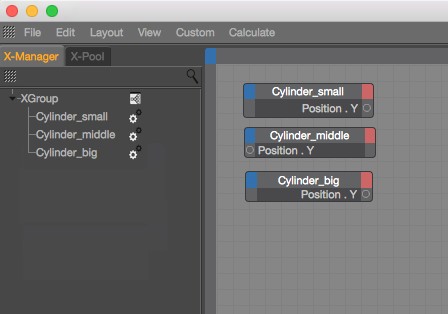 File Edit Layout View Custom Calculate
X-Manager X-Pool
XGroup
Cylinder_small
Cylinder_middle
Cylinder_big
Cylinder_small
Position . Y
Cylinder_middle
Position . Y
Cylinder_big
Position . Y